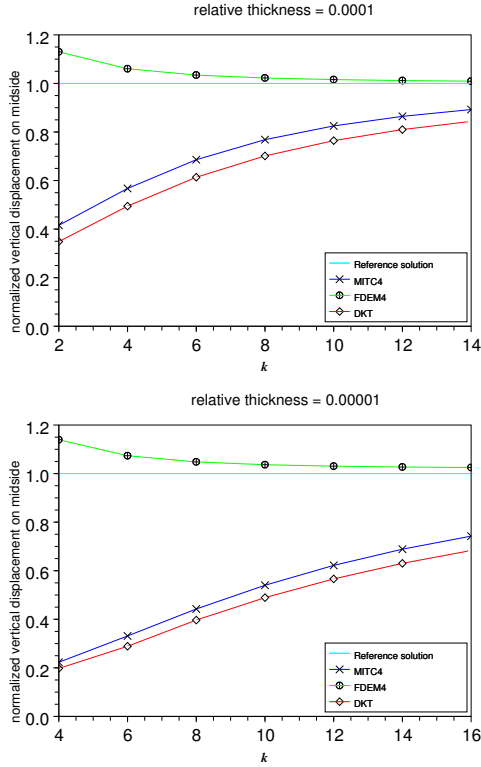 relative thickness = 0.0001
normalized vertical displacement on midside
1.2
1.0
0.8
0.6
0.4
0.2
0.0
Reference solution
MITC4
FDEM4
DKT
2 4 6 8 10 12 14
k
relative thickness = 0.00001
normalized vertical displacement on midside
1.2
1.0
0.8
0.6
0.4
0.2
0.0
Reference solution
MITC4
FDEM4
DKT
4 6 8 10 12 14 16
k